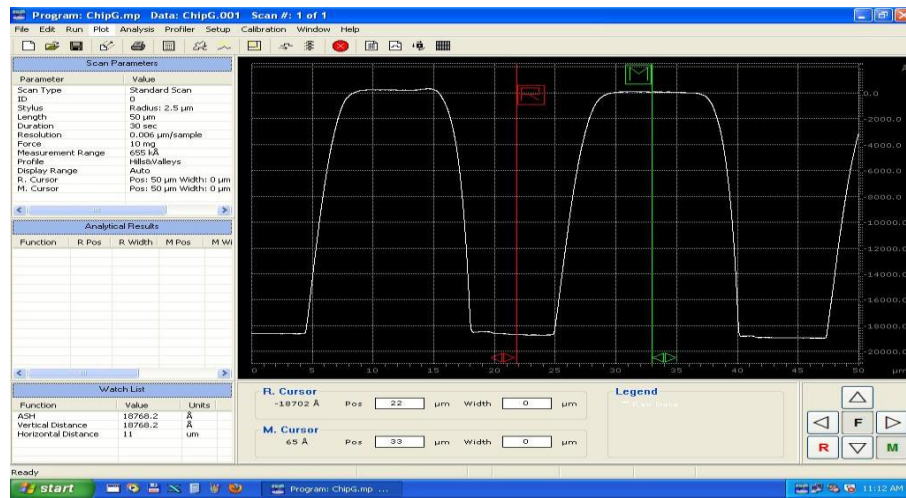 Program: ChipG.mp Data: ChipG.001 Scan #: 1 of 1
File Edit Run Plot Analysis Profiler Setup Calibration Window Help
Scan Parameters
Parameter Value
Scan Type Standard Scan
ID 0
Stylus Radius: 2.5 µm
Length 50 µm
Duration 30 sec
Resolution 0.006 µm/sample
Force 10 mg
Measurement Range 655 kÅ
Profile Hills&Valleys
Display Range Auto
R. Cursor Pos: 50 µm Width: 0 µm
M. Cursor Pos: 50 µm Width: 0 µm
Analytical Results
Function R Pos R Width M Pos M Wi
Watch List
Function Value Units
ASH 18768.2 Å
Vertical Distance 18768.2 Å
Horizontal Distance 11 um
R M
0.0
-2000.0
-4000.0
-6000.0
-8000.0
-10000.0
-12000.0
-14000.0
-16000.0
-18000.0
-20000.0
0 5 10 15 20 25 30 35 40 45 50 µm
R. Cursor
-18702 Å Pos 22 µm Width 0 µm
M. Cursor
65 Å Pos 33 µm Width 0 µm
Legend
F
R M
Ready
start Program: ChipG.mp ... 11:12 AM